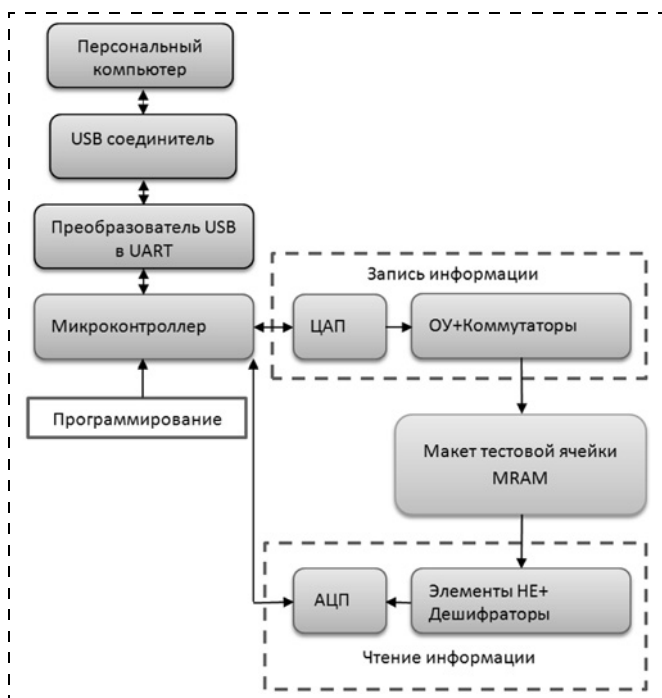 Персональный
компьютер
USB соединитель
Преобразователь USB
в UART
Запись информации
Микроконтроллер
ЦАП
ОУ+Коммутаторы
Программирование
Макет тестовой ячейки
MRAM
АЦП
Элементы НЕ+
Дешифраторы
Чтение информации